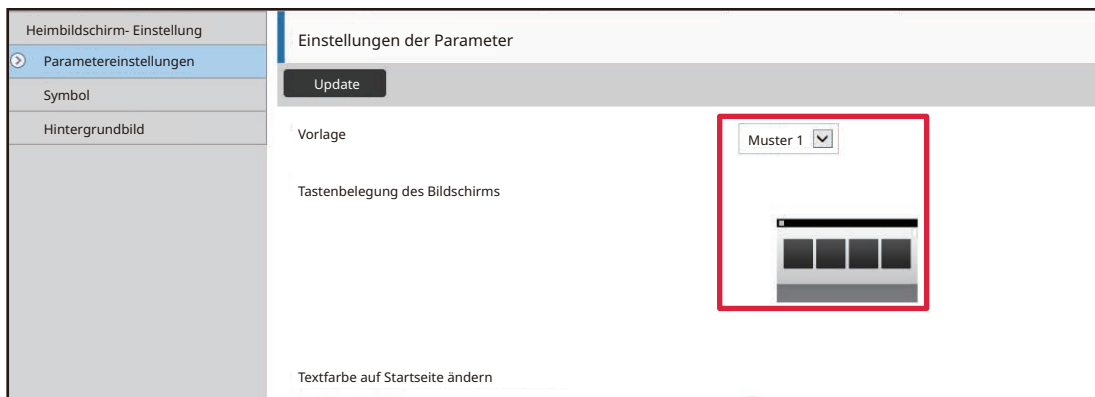 Heimbildschirm- Einstellung
Parametereinstellungen
Symbol
Hintergrundbild
Einstellungen der Parameter
Update
Vorlage
Muster 1
Tastenbelegung des Bildschirms
Textfarbe auf Startseite ändern